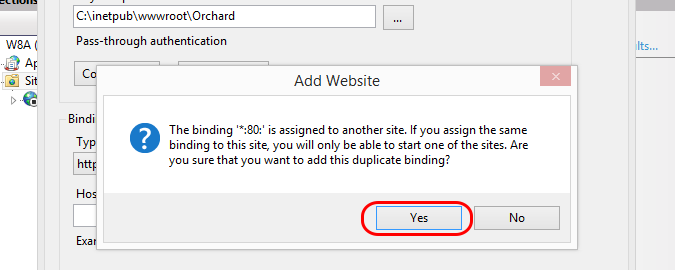 ections
C:\inetpub\wwwroot\Orchard
...
Pass-through authentication
W8A (
Ap
Sit
Co
ults...
Add Website
The binding '*:80:' is assigned to another site. If you assign the same
binding to this site, you will only be able to start one of the sites. Are
you sure that you want to add this duplicate binding?
Yes
No
Bindi
Typ
http
Hos
Exar